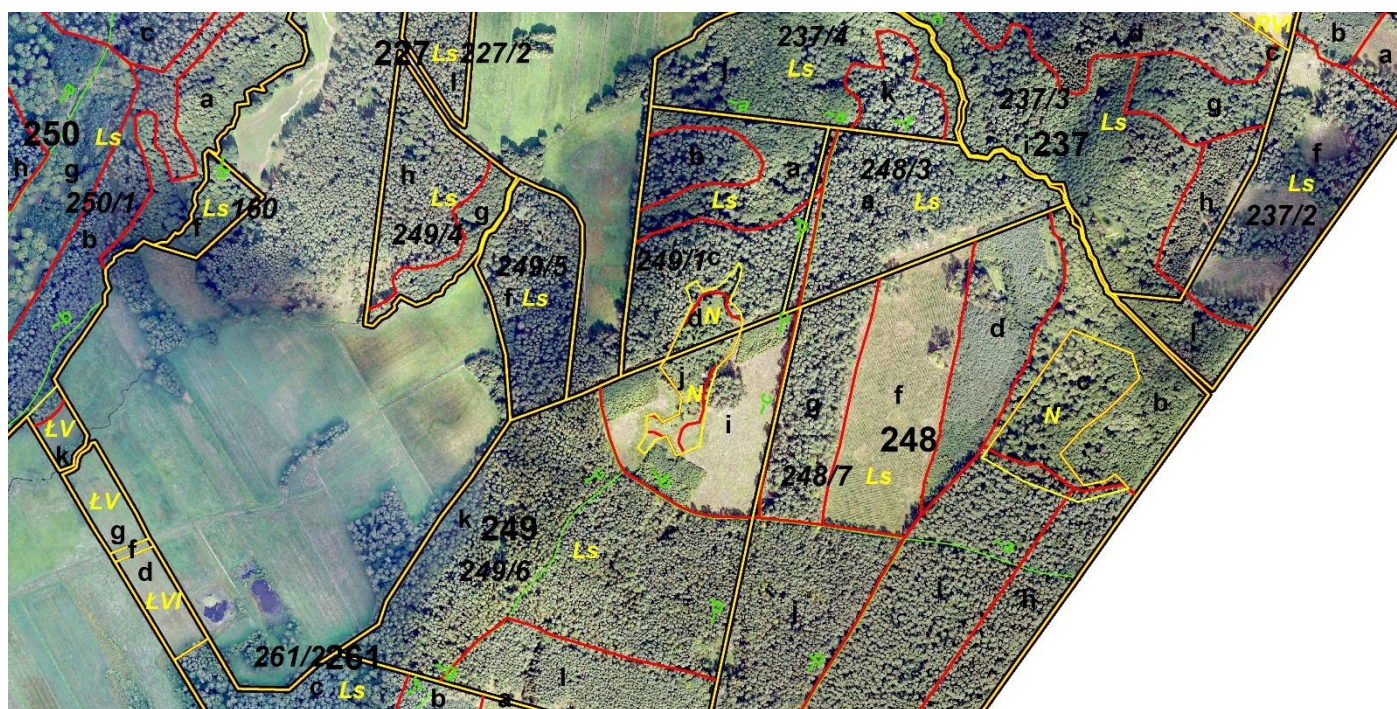 c
227
Ls
227/2
l
237/4
j
Ls
k
d
RVI
c
b
a
a
250
Ls
h
g
250/1
b
Ls
160
f
h
Ls
g
249/4
249/5
f
Ls
b
a
Ls
248/3
a
Ls
237/3
Ls
i
237
g
f
h
Ls
237/2
249/1
c
d
N
j
N
i
g
f
248
248/7
Ls
d
c
N
b
l
ŁV
k
ŁV
g
f
d
ŁVI
k
249
249/6
Ls
j
i
h
261/2
261
c
Ls
b
a
l